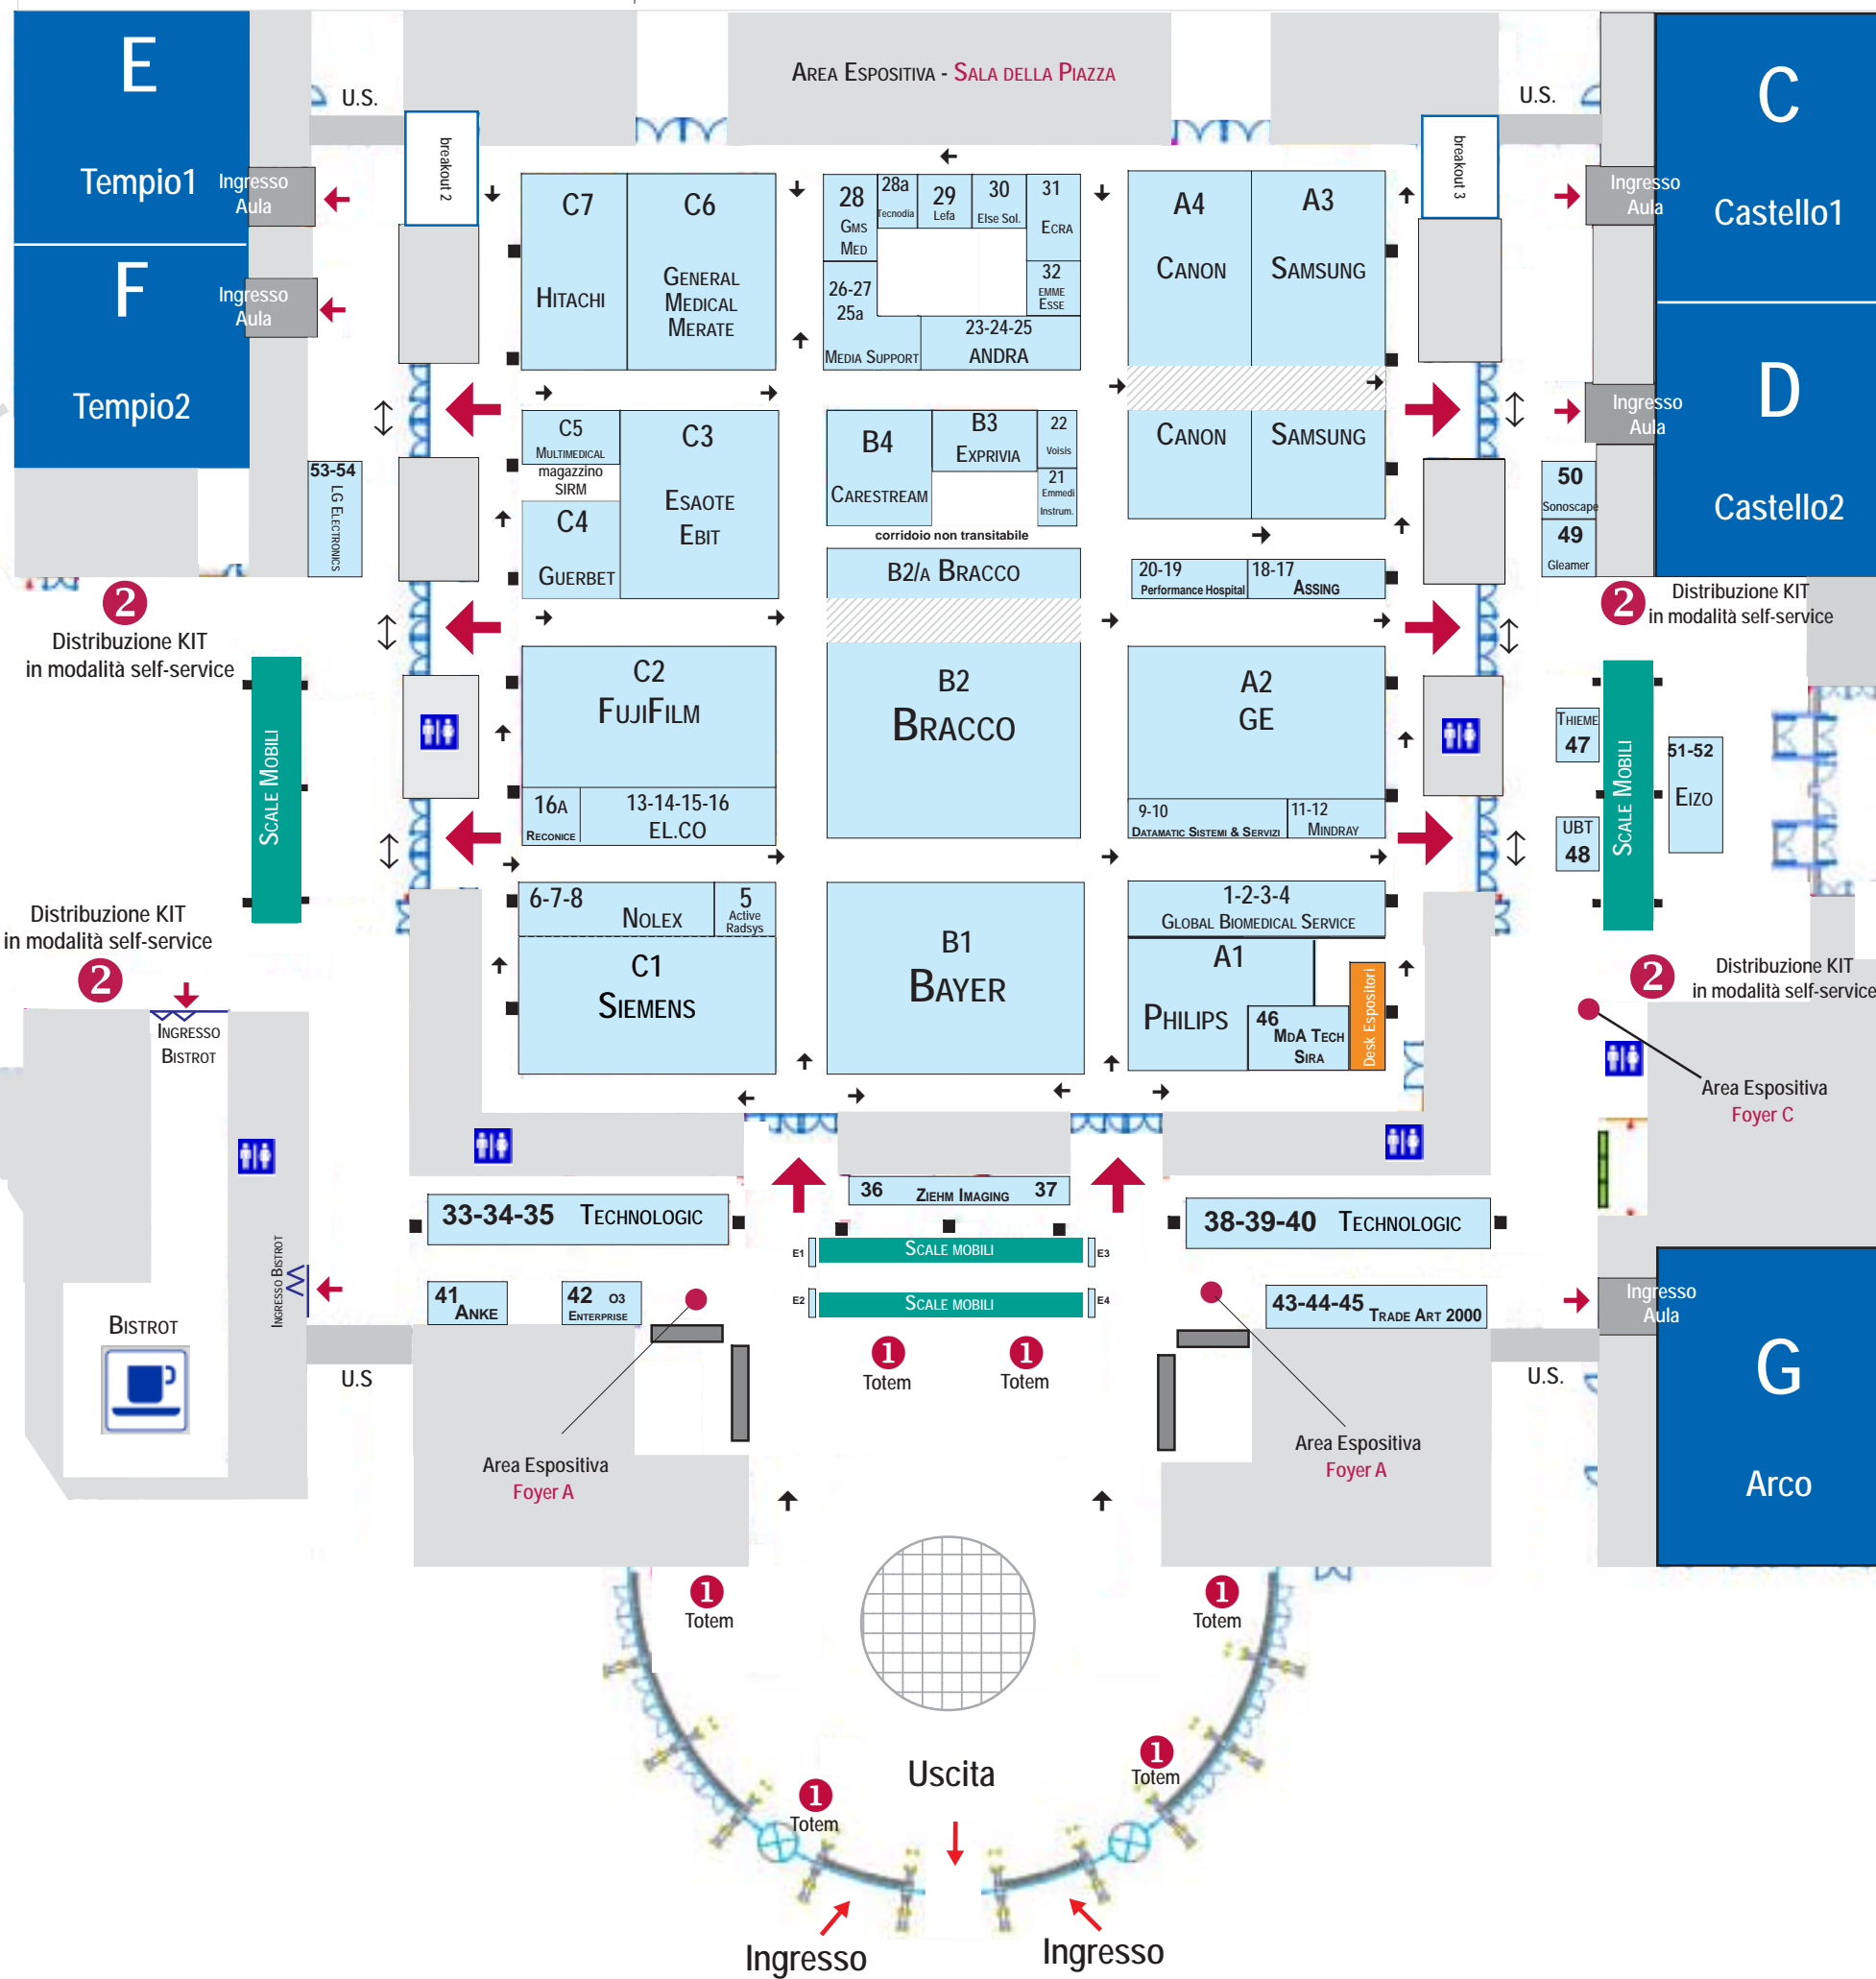 AREA ESPOSITIVA - SALA DELLA PIAZZA
E
Tempio1
Ingresso
Aula
F
Tempio2
Ingresso
Aula
U.S.
breakout 2
U.S.
breakout 3
C
Castello1
Ingresso
Aula
D
Castello2
Ingresso
Aula
C7
HITACHI
C6
GENERAL
MEDICAL
MERATE
28
GMS
MED
28a
Tecnodia
29
Lefa
30
Else Sol.
31
ECRA
32
EMME
ESSE
26-27
25a
MEDIA SUPPORT
23-24-25
ANDRA
A4
CANON
A3
SAMSUNG
CANON
SAMSUNG
C5
MULTIMEDICAL
magazzino
SIRM
C4
GUERBET
C3
ESAOTE
EBIT
B4
CARESTREAM
B3
EXPRIVIA
22
Voisis
21
Emmedi
Instrum.
corridoio non transitabile
B2/A BRACCO
20-19
Performance Hospital
18-17
ASSING
53-54
LG ELECTRONICS
50
Sonoscape
49
Gleamer
2
Distribuzione KIT
in modalità self-service
2
Distribuzione KIT
in modalità self-service
SCALE MOBILI
C2
FUJIFILM
16A
RECONICE
13-14-15-16
EL.CO
B2
BRACCO
A2
GE
9-10
DATAMATIC SISTEMI & SERVIZI
11-12
MINDRAY
THIEME
47
UBT
48
SCALE MOBILI
51-52
EIZO
Distribuzione KIT
in modalità self-service
2
INGRESSO
BISTROT
6-7-8
NOLEX
5
Active
Radsys
C1
SIEMENS
B1
BAYER
1-2-3-4
GLOBAL BIOMEDICAL SERVICE
A1
PHILIPS
46
MDA TECH
SIRA
Desk Espositori
2
Distribuzione KIT
in modalità self-service
Area Espositiva
Foyer C
33-34-35 TECHNOLOGIC
36 ZIEHM IMAGING 37
38-39-40 TECHNOLOGIC
E1
SCALE MOBILI
E3
E2
SCALE MOBILI
E4
INGRESSO BISTROT
41
ANKE
42 O3
ENTERPRISE
43-44-45 TRADE ART 2000
Ingresso
Aula
G
Arco
BISTROT
U.S
U.S.
1
Totem
1
Totem
Area Espositiva
Foyer A
Area Espositiva
Foyer A
1
Totem
1
Totem
Uscita
1
Totem
1
Totem
Ingresso
Ingresso